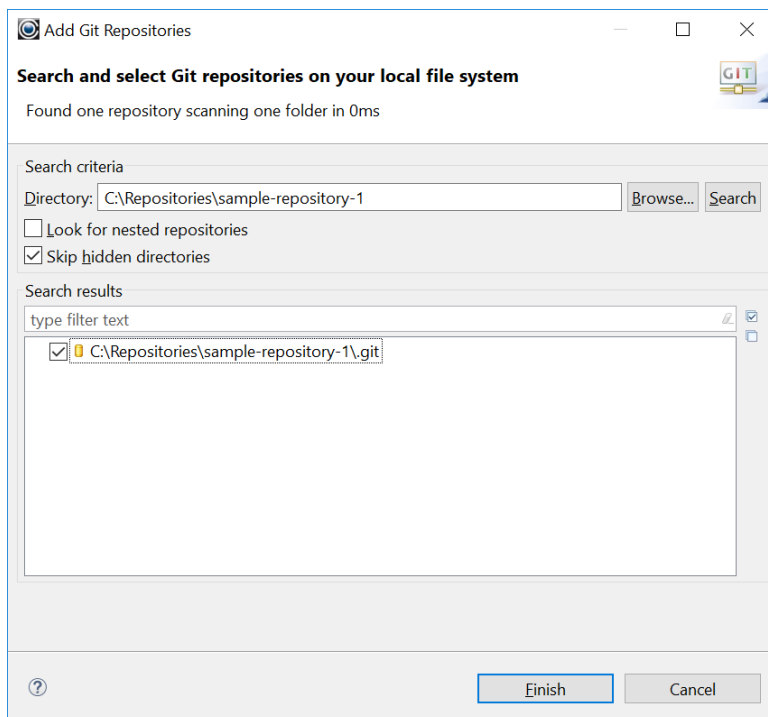 Add Git Repositories
Search and select Git repositories on your local file system
GIT
Found one repository scanning one folder in 0ms
Search criteria
Directory: C:\Repositories\sample-repository-1 Browse... Search
Look for nested repositories
Skip hidden directories
Search results
type filter text
C:\Repositories\sample-repository-1\.git
? Finish Cancel